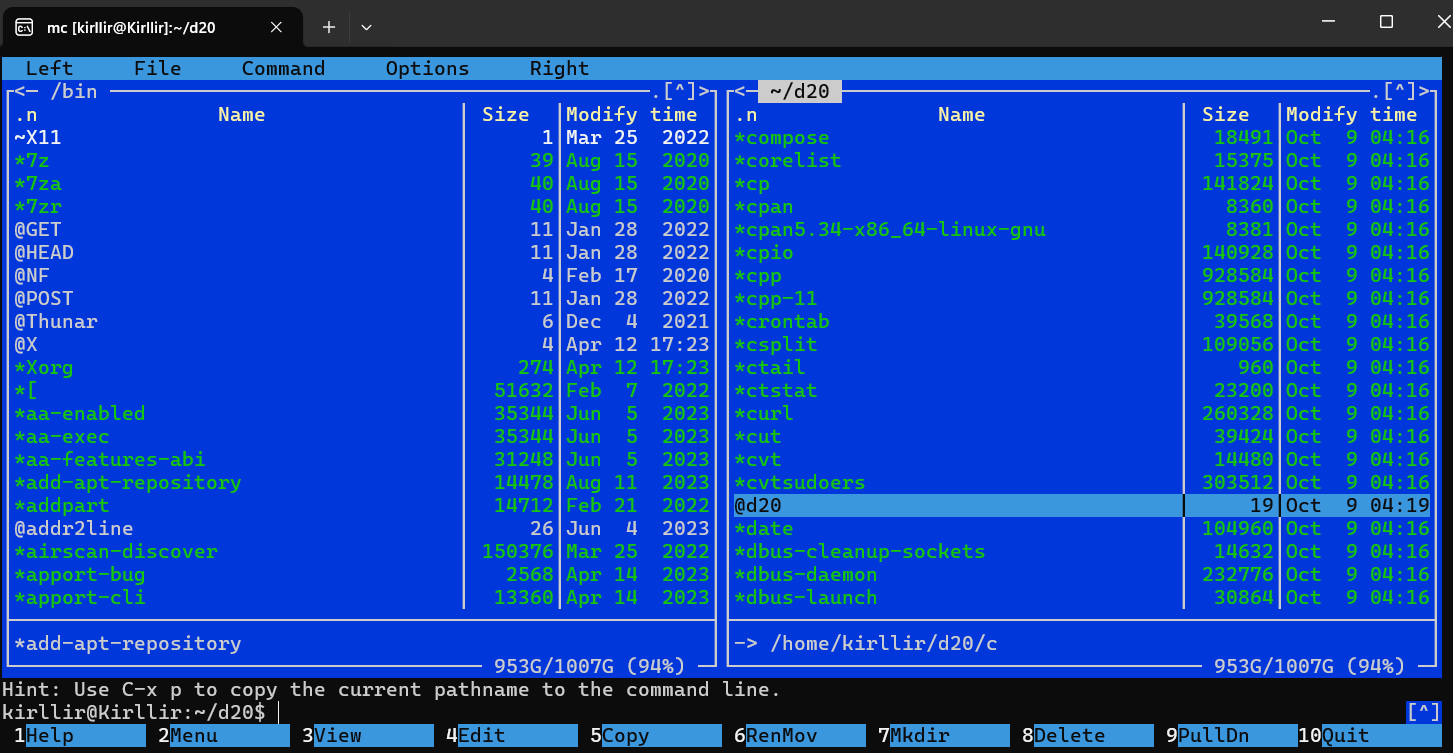 mc [kirllir@Kirllir]:~/d20
Left File Command Options Right
<─ /bin .[^]> <─ ~/d20 .[^]>
.n Name Size Modify time .n Name Size Modify time
~X11 1 Mar 25 2022 *compose 18491 Oct 9 04:16
*7z 39 Aug 15 2020 *corelist 15375 Oct 9 04:16
*7za 40 Aug 15 2020 *cp 141824 Oct 9 04:16
*7zr 40 Aug 15 2020 *cpan 8360 Oct 9 04:16
@GET 11 Jan 28 2022 *cpan5.34-x86_64-linux-gnu 8381 Oct 9 04:16
@HEAD 11 Jan 28 2022 *cpio 140928 Oct 9 04:16
@NF 4 Feb 17 2020 *cpp 928584 Oct 9 04:16
@POST 11 Jan 28 2022 *cpp-11 928584 Oct 9 04:16
@Thunar 6 Dec 4 2021 *crontab 39568 Oct 9 04:16
@X 4 Apr 12 17:23 *csplit 109056 Oct 9 04:16
*Xorg 274 Apr 12 17:23 *ctail 960 Oct 9 04:16
*[ 51632 Feb 7 2022 *ctstat 23200 Oct 9 04:16
*aa-enabled 35344 Jun 5 2023 *curl 260328 Oct 9 04:16
*aa-exec 35344 Jun 5 2023 *cut 39424 Oct 9 04:16
*aa-features-abi 31248 Jun 5 2023 *cvt 14480 Oct 9 04:16
*add-apt-repository 14478 Aug 11 2023 *cvtsudoers 303512 Oct 9 04:16
*addpart 14712 Feb 21 2022 @d20 19 Oct 9 04:19
@addr2line 26 Jun 4 2023 *date 104960 Oct 9 04:16
*airscan-discover 150376 Mar 25 2022 *dbus-cleanup-sockets 14632 Oct 9 04:16
*apport-bug 2568 Apr 14 2023 *dbus-daemon 232776 Oct 9 04:16
*apport-cli 13360 Apr 14 2023 *dbus-launch 30864 Oct 9 04:16
*add-apt-repository -> /home/kirllir/d20/c
953G/1007G (94%) 953G/1007G (94%)
Hint: Use C-x p to copy the current pathname to the command line.
kirllir@Kirllir:~/d20$ [^]
1Help 2Menu 3View 4Edit 5Copy 6RenMov 7Mkdir 8Delete 9PullDn 10Quit